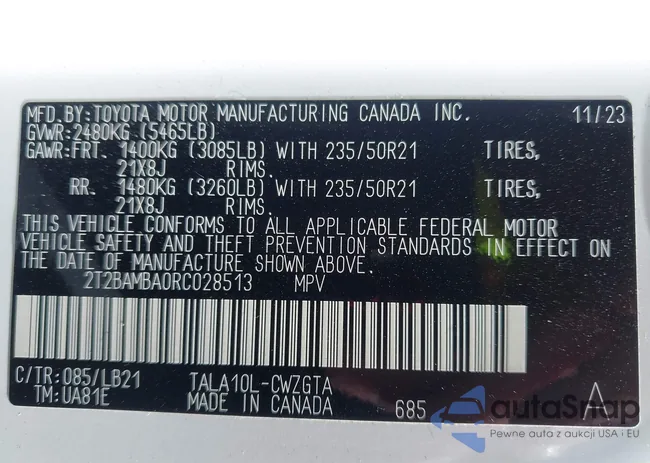 MFD. BY: TOYOTA MOTOR MANUFACTURING CANADA INC. 11/23
GVWR: 2480KG (5465LB)
GAWR: FRT. 1400KG (3085LB) WITH 235/50R21 TIRES,
21X8J RIMS.
RR. 1480KG (3260LB) WITH 235/50R21 TIRES,
21X8J RIMS.
THIS VEHICLE CONFORMS TO ALL APPLICABLE FEDERAL MOTOR
VEHICLE SAFETY AND THEFT PREVENTION STANDARDS IN EFFECT ON
THE DATE OF MANUFACTURE SHOWN ABOVE.
2T2BAMBA0RC028513 MPV
C/TR: 085/LB21 TALA10L-CWZGTA A
TM: UA81E MADE IN CANADA 685
autoSnap
Pewne auta z aukcji USA i EU